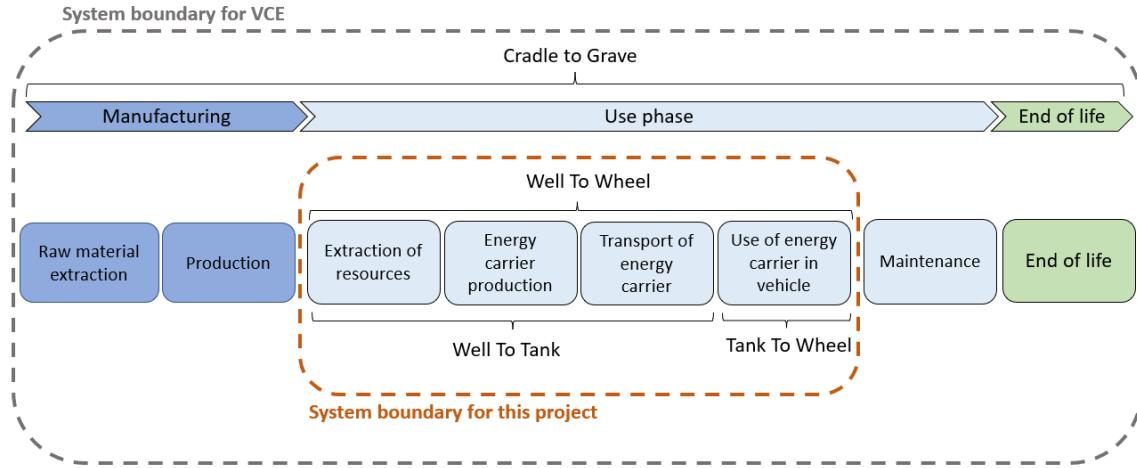 System boundary for VCE
Cradle to Grave
Manufacturing
Use phase
End of life
Well To Wheel
Raw material
extraction
Production
Extraction of
resources
Energy
carrier
production
Transport of
energy
carrier
Use of energy
carrier in
vehicle
Maintenance
End of life
Well To Tank
Tank To Wheel
System boundary for this project